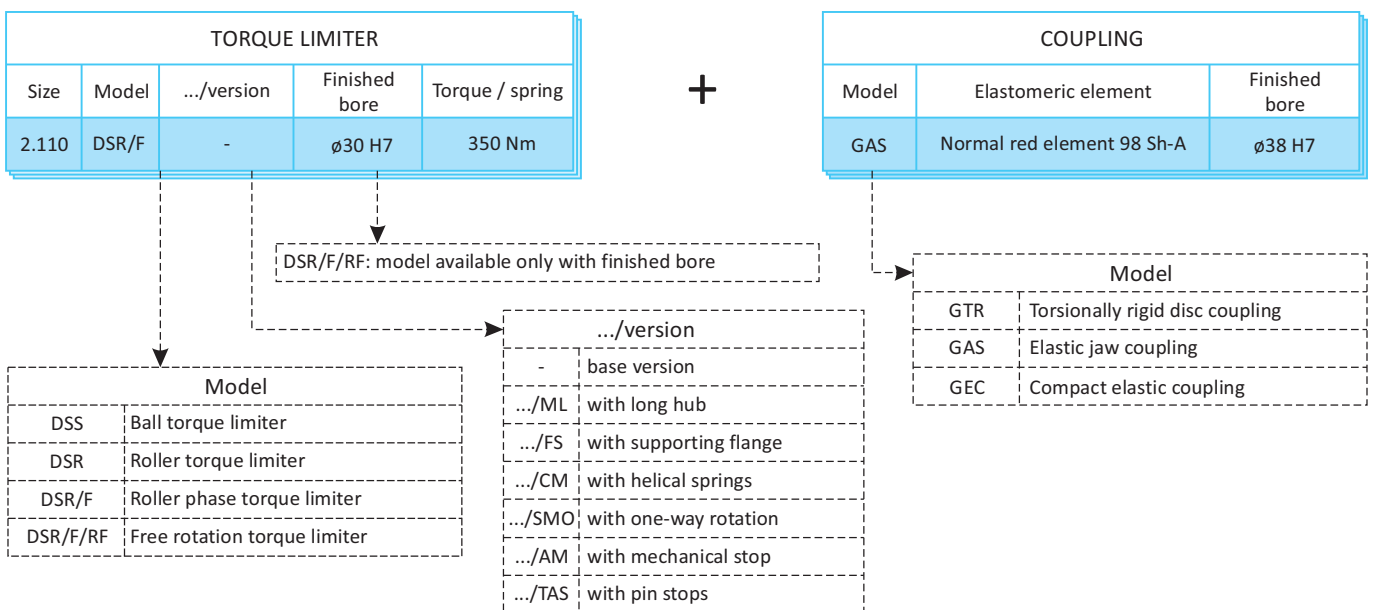 TORQUE LIMITER
Size Model .../version Finished bore Torque / spring
2.110 DSR/F - ø30 H7 350 Nm
+
COUPLING
Model Elastomeric element Finished bore
GAS Normal red element 98 Sh-A ø38 H7
DSR/F/RF: model available only with finished bore
Model
DSS Ball torque limiter
DSR Roller torque limiter
DSR/F Roller phase torque limiter
DSR/F/RF Free rotation torque limiter
.../version
- base version
.../ML with long hub
.../FS with supporting flange
.../CM with helical springs
.../SMO with one-way rotation
.../AM with mechanical stop
.../TAS with pin stops
Model
GTR Torsionally rigid disc coupling
GAS Elastic jaw coupling
GEC Compact elastic coupling